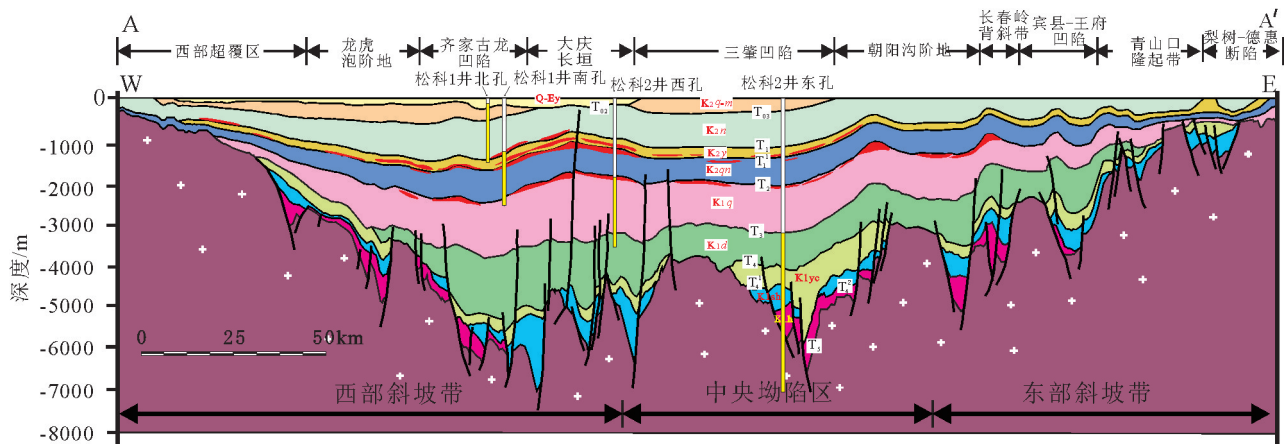 A
A′
西部超覆区
龙虎
泡阶地
齐家古龙
凹陷
大庆
长垣
三肇凹陷
朝阳沟阶地
长春岭
背斜带
宾县-王府
凹陷
青山口
隆起带
梨树-德惠
断陷
松科1井北孔
松科1井南孔
松科2井西孔
松科2井东孔
W
E
Q-Ey
T02
K2q-m
T03
K2n
T1
K2y
T1 1
K2qn
T2
K1q
T3
K1d
T4
K1yc
T4 1
T4 2
T5
深度/m
0
-1000
-2000
-3000
-4000
-5000
-6000
-7000
-8000
0
25
50km
西部斜坡带
中央坳陷区
东部斜坡带